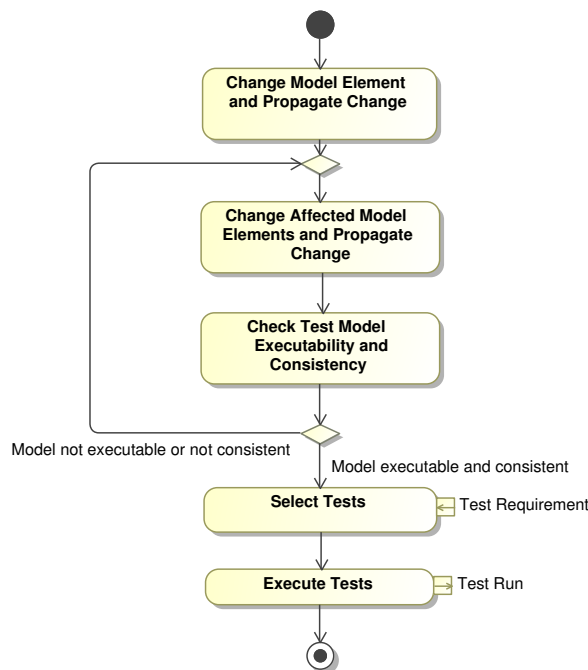 Change Model Element
and Propagate Change
Change Affected Model
Elements and Propagate
Change
Check Test Model
Executability and
Consistency
Model not executable or not consistent
Model executable and consistent
Select Tests
Test Requirement
Execute Tests
Test Run